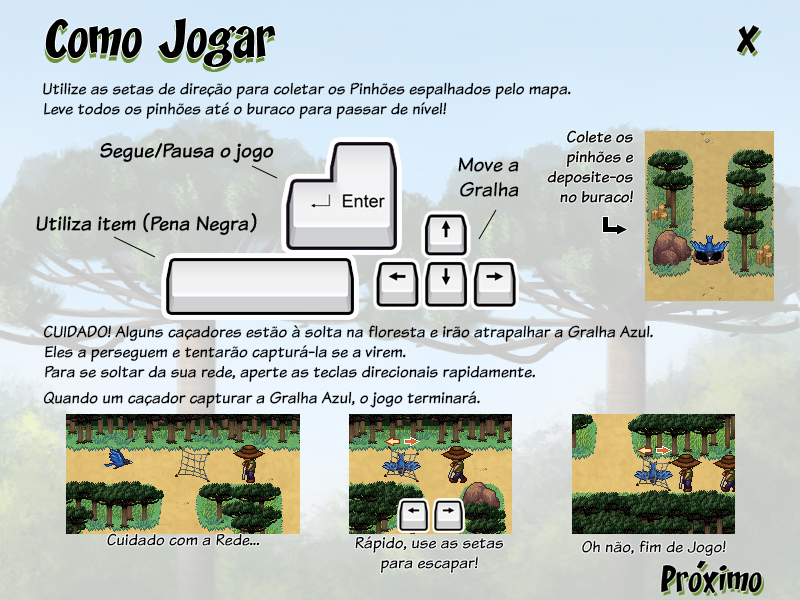 Como Jogar
X
Utilize as setas de direção para coletar os Pinhões espalhados pelo mapa.
Leve todos os pinhões até o buraco para passar de nível!
Segue/Pausa o jogo
Enter
Utiliza item (Pena Negra)
Move a
Gralha
Colete os
pinhões e
deposite-os
no buraco!
CUIDADO! Alguns caçadores estão à solta na floresta e irão atrapalhar a Gralha Azul.
Eles a perseguem e tentarão capturá-la se a virem.
Para se soltar da sua rede, aperte as teclas direcionais rapidamente.
Quando um caçador capturar a Gralha Azul, o jogo terminará.
Cuidado com a Rede...
Rápido, use as setas
para escapar!
Oh não, fim de Jogo!
Próximo